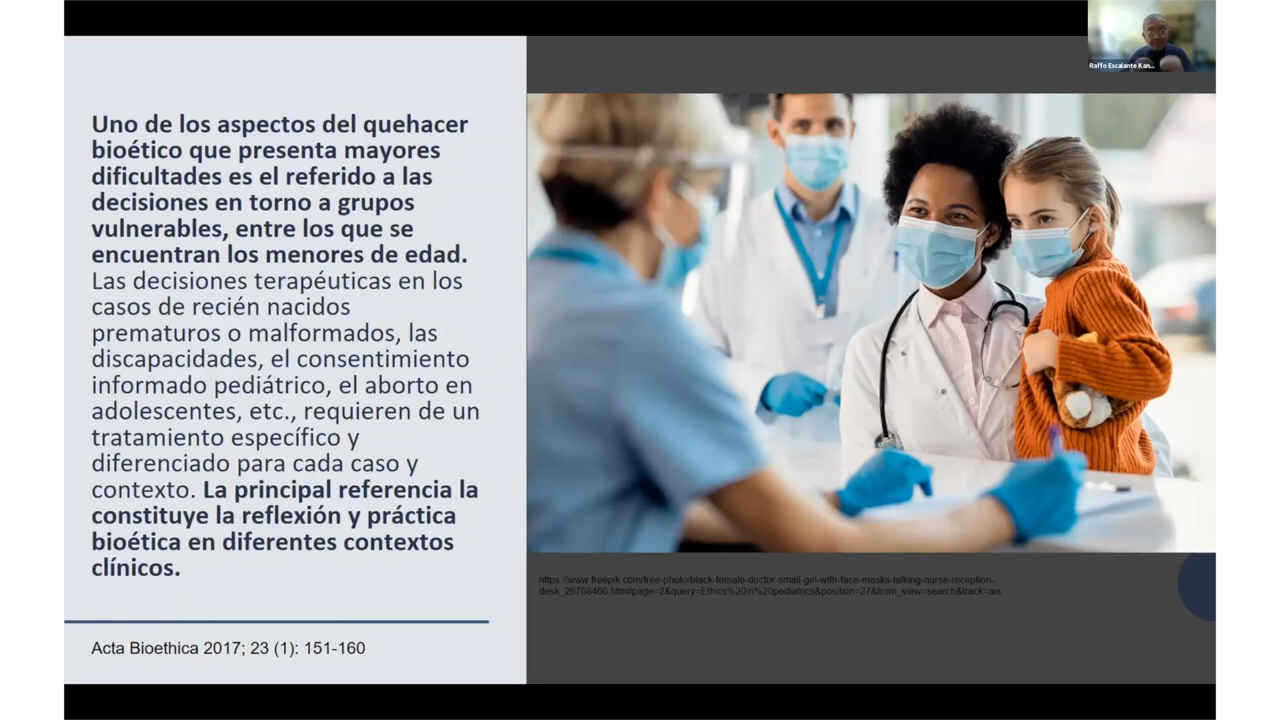 Raffo Escalante Kan...
Uno de los aspectos del quehacer
bioético que presenta mayores
dificultades es el referido a las
decisiones en torno a grupos
vulnerables, entre los que se
encuentran los menores de edad.
Las decisiones terapéuticas en los
casos de recién nacidos
prematuros o malformados, las
discapacidades, el consentimiento
informado pediátrico, el aborto en
adolescentes, etc., requieren de un
tratamiento específico y
diferenciado para cada caso y
contexto. La principal referencia la
constituye la reflexión y práctica
bioética en diferentes contextos
clínicos.
Acta Bioethica 2017; 23 (1): 151-160
https://www.freepik.com/free-photo/black-female-doctor-small-girl-with-face-masks-talking-nurse-reception-
desk_26768466.htm#page=2&query=Ethics%20in%20pediatrics&position=27&from_view=search&track=ais